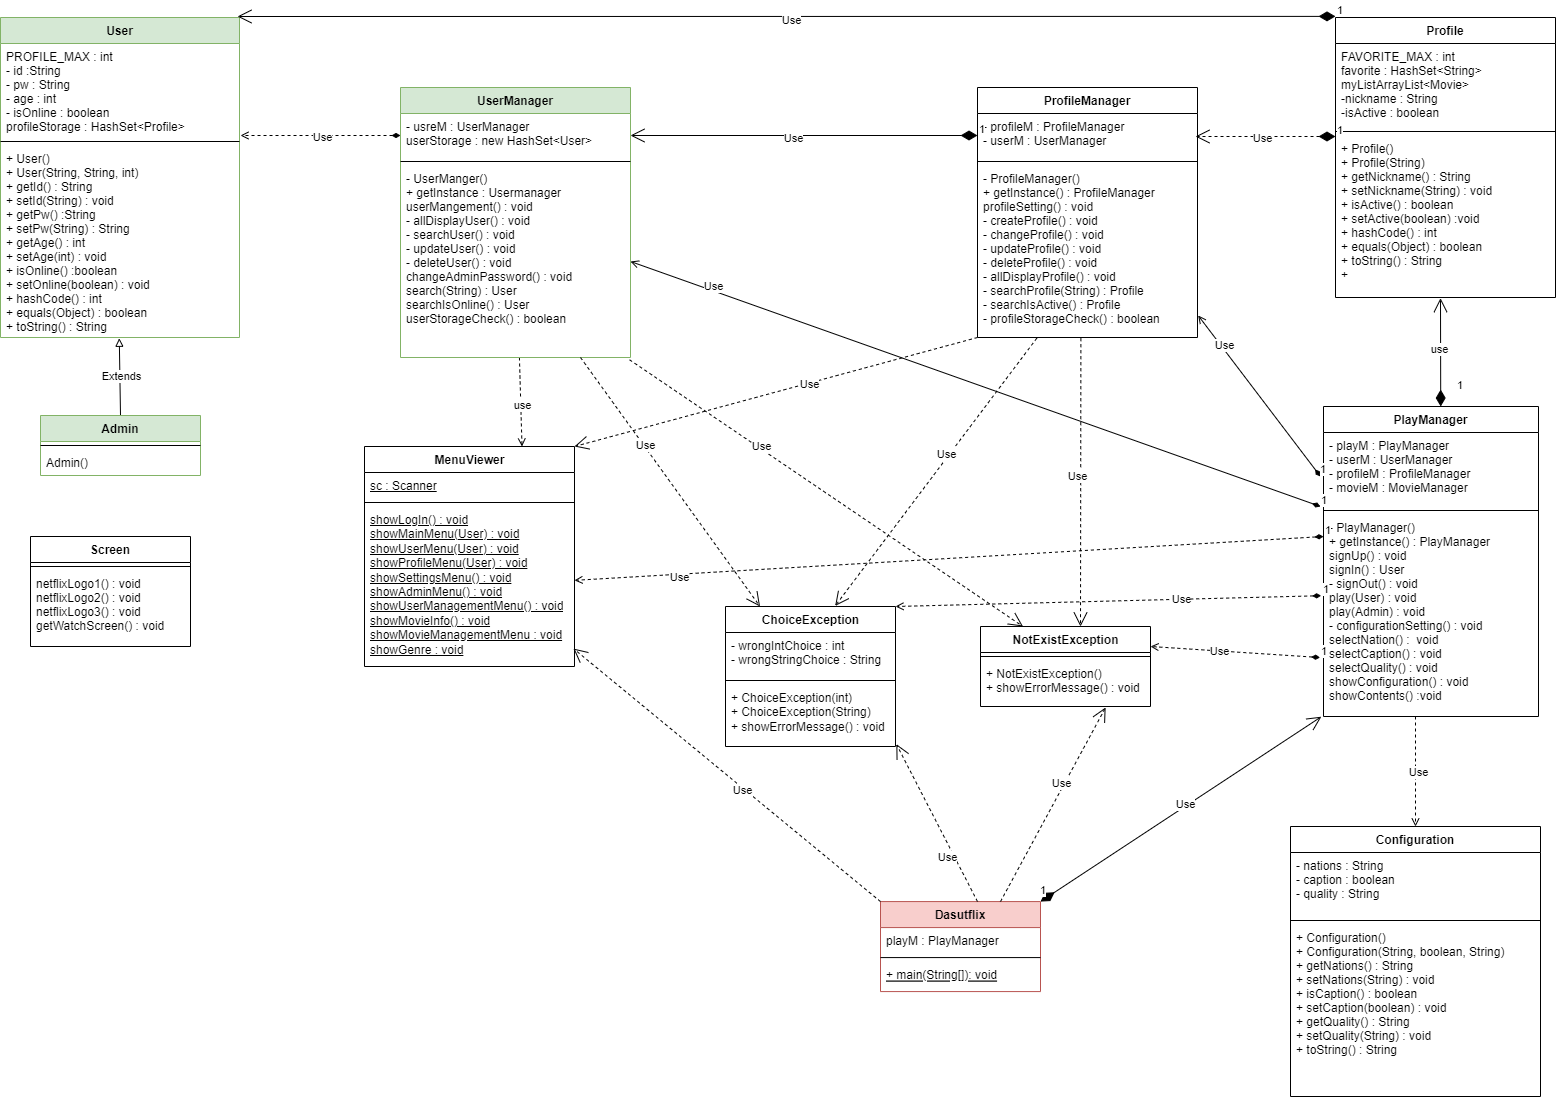 User
PROFILE_MAX : int
- id :String
- pw : String
- age : int
- isOnline : boolean
profileStorage : HashSet<Profile>
+ User()
+ User(String, String, int)
+ getId() : String
+ setId(String) : void
+ getPw() :String
+ setPw(String) : String
+ getAge() : int
+ setAge(int) : void
+ isOnline() :boolean
+ setOnline(boolean) : void
+ hashCode() : int
+ equals(Object) : boolean
+ toString() : String
Extends
Admin
Admin()
Screen
netflixLogo1() : void
netflixLogo2() : void
netflixLogo3() : void
getWatchScreen() : void
Use
Use
UserManager
- usreM : UserManager
userStorage : new HashSet<User>
- UserManger()
+ getInstance : Usermanager
userMangement() : void
- allDisplayUser() : void
- searchUser() : void
- updateUser() : void
- deleteUser() : void
changeAdminPassword() : void
search(String) : User
searchIsOnline() : User
userStorageCheck() : boolean
Use
1
ProfileManager
- profileM : ProfileManager
- userM : UserManager
- ProfileManager()
+ getInstance() : ProfileManager
profileSetting() : void
- createProfile() : void
- changeProfile() : void
- updateProfile() : void
- deleteProfile() : void
- allDisplayProfile() : void
- searchProfile(String) : Profile
- searchIsActive() : Profile
- profileStorageCheck() : boolean
Use
1
1
Profile
FAVORITE_MAX : int
favorite : HashSet<String>
myListArrayList<Movie>
-nickname : String
-isActive : boolean
+ Profile()
+ Profile(String)
+ getNickname() : String
+ setNickname(String) : void
+ isActive() : boolean
+ setActive(boolean) :void
+ hashCode() : int
+ equals(Object) : boolean
+ toString() : String
+
Use
Use
use
1
use
Use
Use
Use
Use
Use
MenuViewer
sc : Scanner
showLogIn() : void
showMainMenu(User) : void
showUserMenu(User) : void
showProfileMenu(User) : void
showSettingsMenu() : void
showAdminMenu() : void
showUserManagementMenu() : void
showMovieInfo() : void
showMovieManagementMenu : void
showGenre : void
Use
Use
Use
ChoiceException
- wrongIntChoice : int
- wrongStringChoice : String
+ ChoiceException(int)
+ ChoiceException(String)
+ showErrorMessage() : void
NotExistException
+ NotExistException()
+ showErrorMessage() : void
PlayManager
- playM : PlayManager
- userM : UserManager
- profileM : ProfileManager
- movieM : MovieManager
1
1
1
1
1
- PlayManager()
+ getInstance() : PlayManager
signUp() : void
signIn() : User
- signOut() : void
play(User) : void
play(Admin) : void
- configurationSetting() : void
selectNation() :  void
selectCaption() : void
selectQuality() : void
showConfiguration() : void
showContents() :void
Use
Use
Use
Use
Use
1
Dasutflix
playM : PlayManager
+ main(String[]): void
Configuration
- nations : String
- caption : boolean
- quality : String
+ Configuration()
+ Configuration(String, boolean, String)
+ getNations() : String
+ setNations(String) : void
+ isCaption() : boolean
+ setCaption(boolean) : void
+ getQuality() : String
+ setQuality(String) : void
+ toString() : String